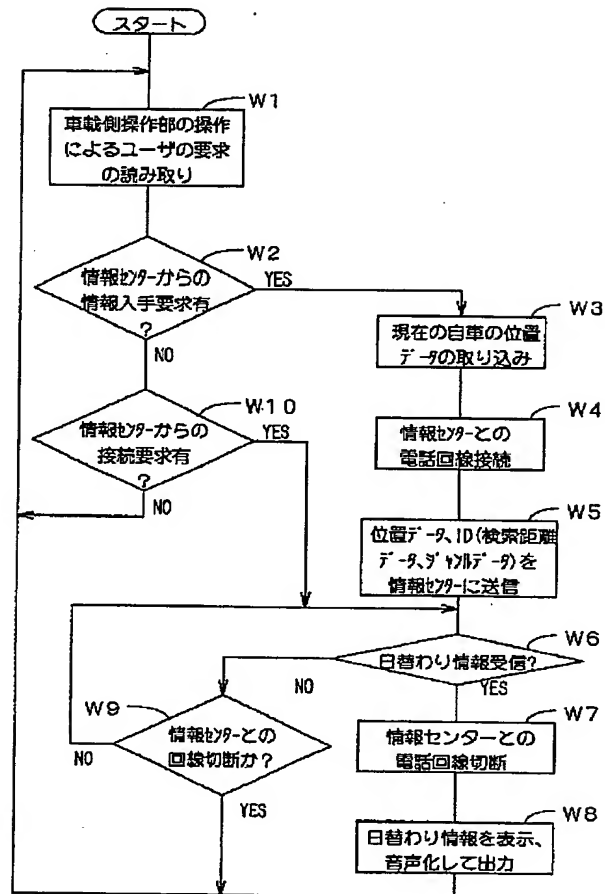 スタート
W1
車載側操作部の操作
によるユーザの要求
の読み取り
W2
情報センターからの
情報入手要求有
?
YES
NO
W3
現在の自車の位置
データの取り込み
W10
情報センターからの
接続要求有
?
YES
NO
W4
情報センターとの
電話回線接続
W5
位置データ、ID(検索距離
データ、ジャンルデータ)を
情報センターに送信
W6
日替わり情報受信?
NO
YES
W9
情報センターとの
回線切断か?
NO
YES
W7
情報センターとの
電話回線切断
W8
日替わり情報を表示、
音声化して出力